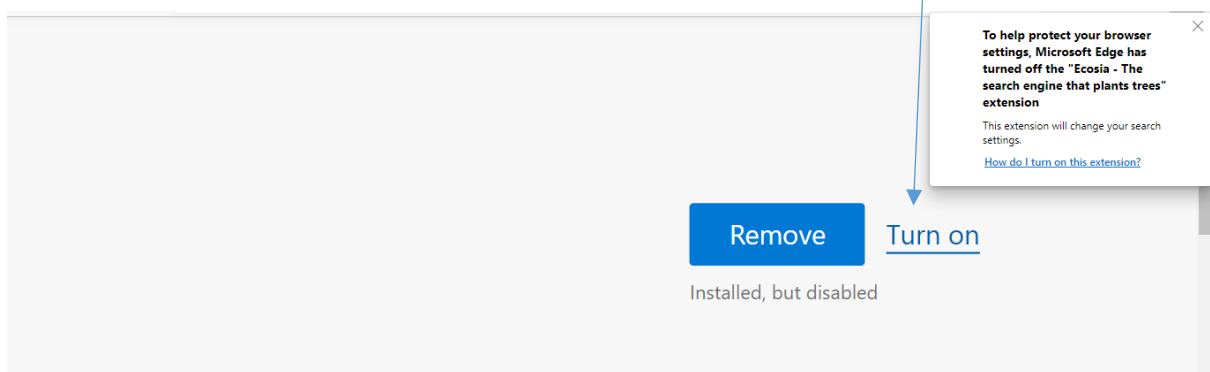 To help protect your browser
settings, Microsoft Edge has
turned off the "Ecosia - The
search engine that plants trees"
extension
This extension will change your search
settings.
How do I turn on this extension?
Remove
Turn on
Installed, but disabled